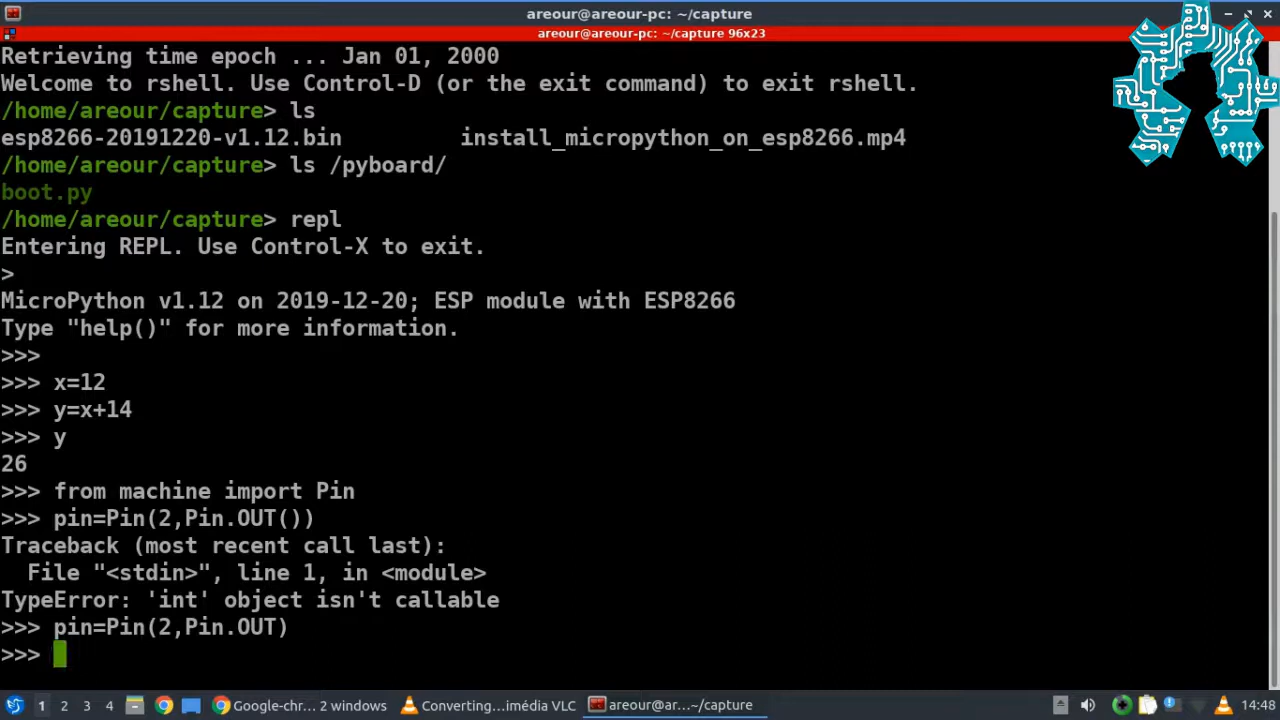 areour@areour-pc: ~/capture
areour@areour-pc: ~/capture 96x23
Retrieving time epoch ... Jan 01, 2000
Welcome to rshell. Use Control-D (or the exit command) to exit rshell.
/home/areour/capture> ls
esp8266-20191220-v1.12.bin install_micropython_on_esp8266.mp4
/home/areour/capture> ls /pyboard/
boot.py
/home/areour/capture> repl
Entering REPL. Use Control-X to exit.
>
MicroPython v1.12 on 2019-12-20; ESP module with ESP8266
Type "help()" for more information.
>>>
>>> x=12
>>> y=x+14
>>> y
26
>>> from machine import Pin
>>> pin=Pin(2,Pin.OUT())
Traceback (most recent call last):
  File "<stdin>", line 1, in <module>
TypeError: 'int' object isn't callable
>>> pin=Pin(2,Pin.OUT)
>>>
1 2 3 4 Google-chr... 2 windows Converting...imédia VLC areour@ar...~/capture 14:48